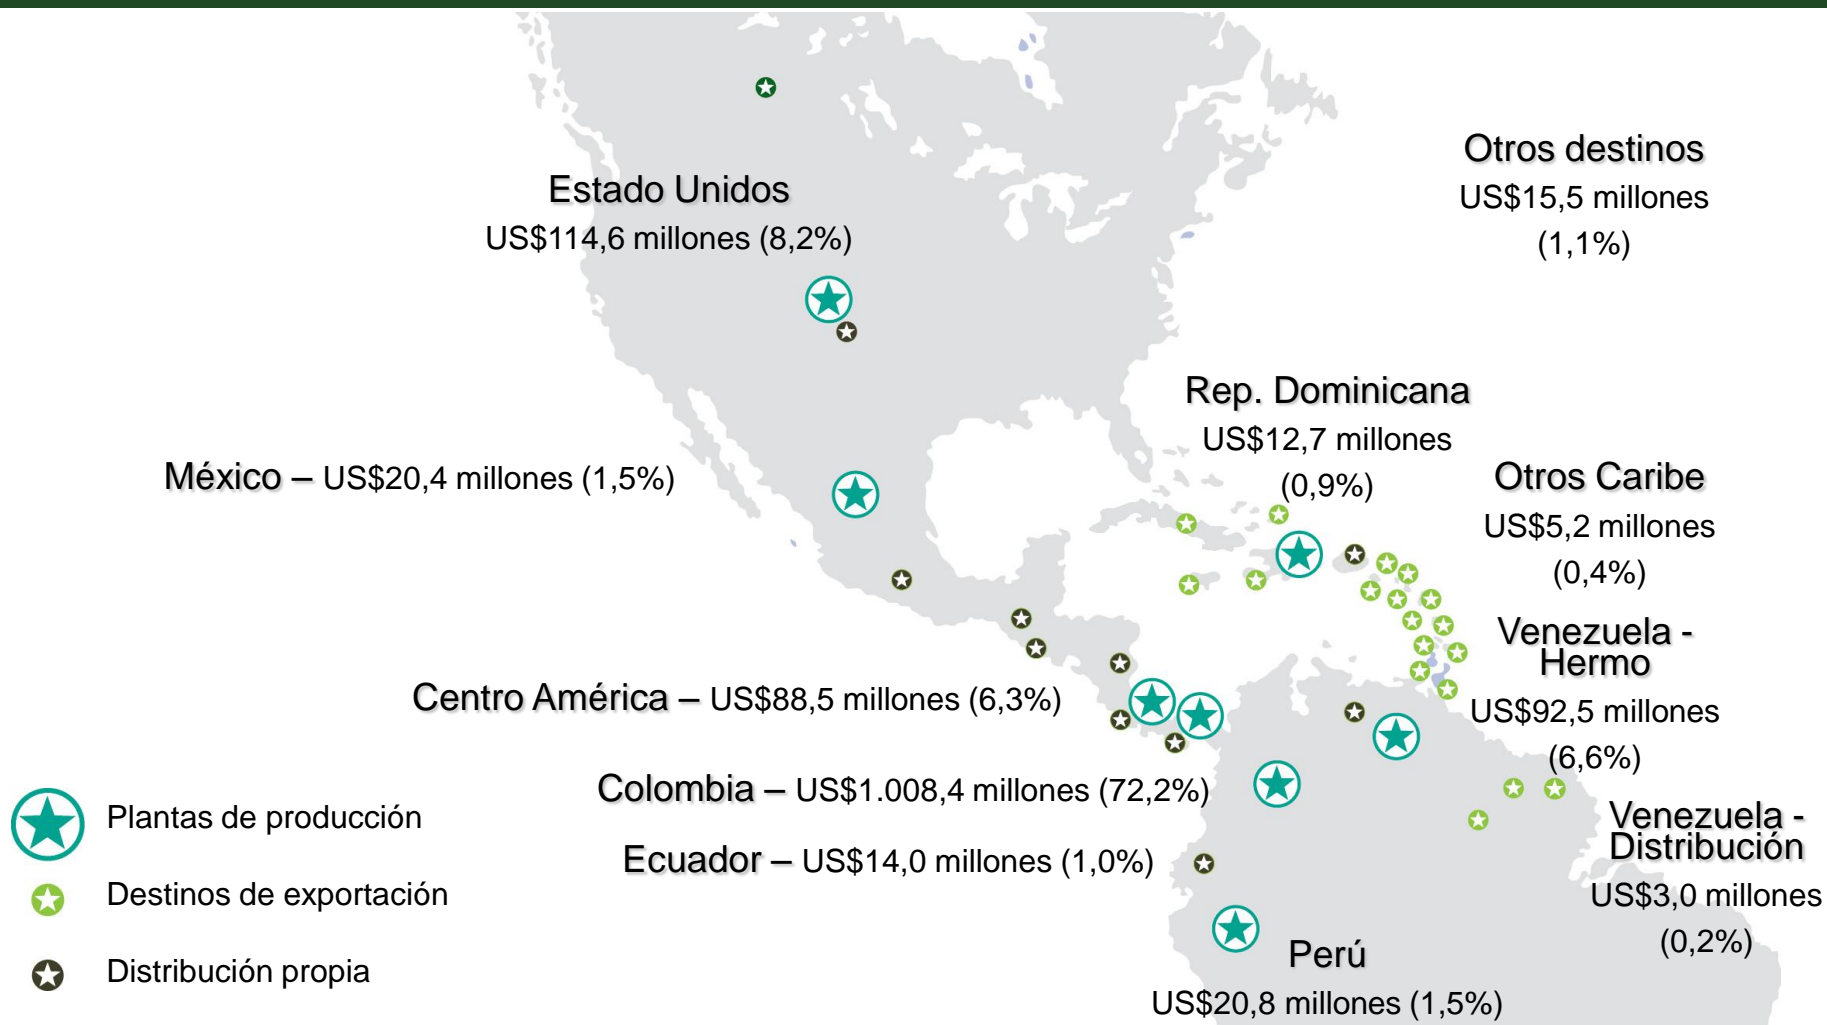 Estado Unidos
US$114,6 millones (8,2%)
Otros destinos
US$15,5 millones
(1,1%)
Rep. Dominicana
US$12,7 millones
(0,9%)
México – US$20,4 millones (1,5%)
Otros Caribe
US$5,2 millones
(0,4%)
Venezuela -
Hermo
US$92,5 millones
(6,6%)
Centro América – US$88,5 millones (6,3%)
Colombia – US$1.008,4 millones (72,2%)
Ecuador – US$14,0 millones (1,0%)
Venezuela -
Distribución
US$3,0 millones
(0,2%)
Perú
US$20,8 millones (1,5%)
Plantas de producción
Destinos de exportación
Distribución propia